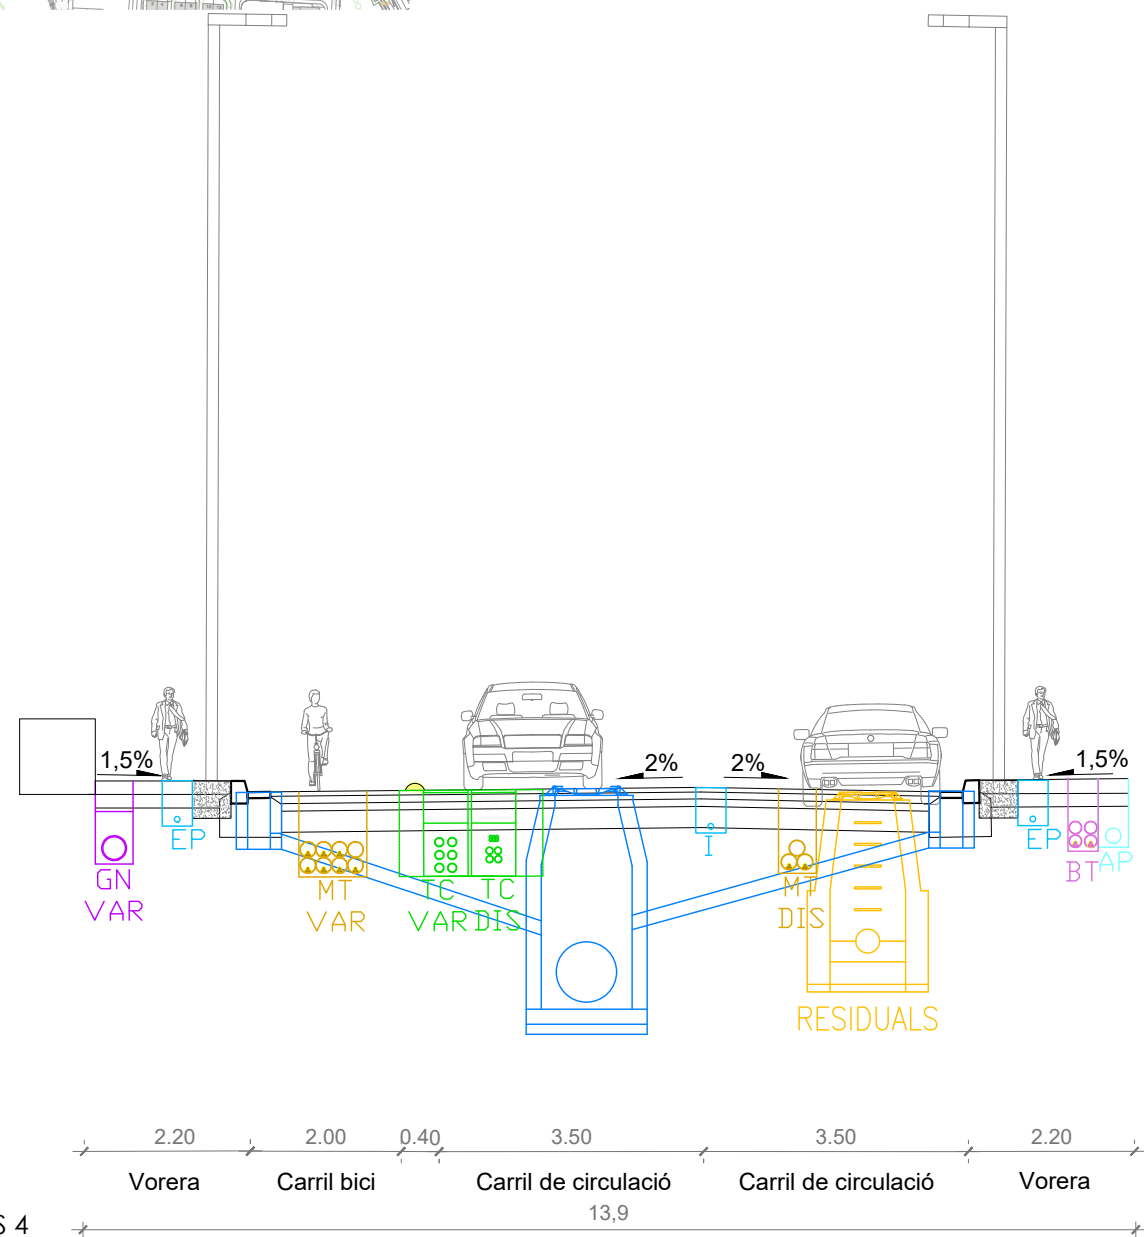 1,5%
2%
2%
1,5%
EP
I
EP
GN
VAR
MT
VAR
TC
VAR
TC
DIS
MT
DIS
BT
AP
RESIDUALS
2.20
2.00
0.40
3.50
3.50
2.20
Vorera
Carril bici
Carril de circulació
Carril de circulació
Vorera
13,9
S 4